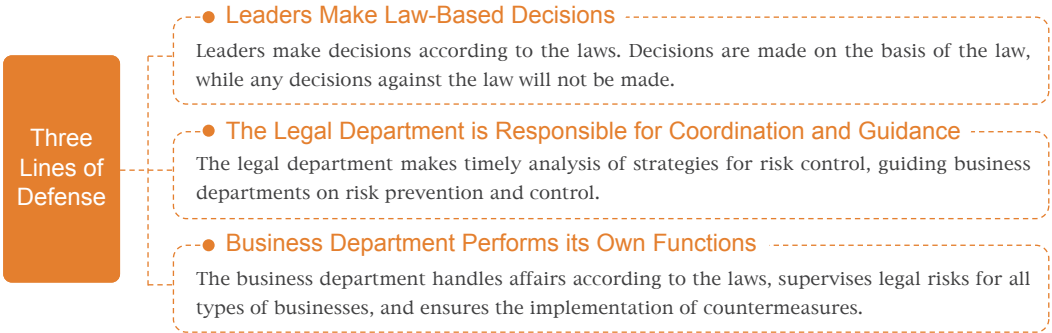 Three
Lines of
Defense
Leaders Make Law-Based Decisions
Leaders make decisions according to the laws. Decisions are made on the basis of the law,
while any decisions against the law will not be made.
The Legal Department is Responsible for Coordination and Guidance
The legal department makes timely analysis of strategies for risk control, guiding business
departments on risk prevention and control.
Business Department Performs its Own Functions
The business department handles affairs according to the laws, supervises legal risks for all
types of businesses, and ensures the implementation of countermeasures.